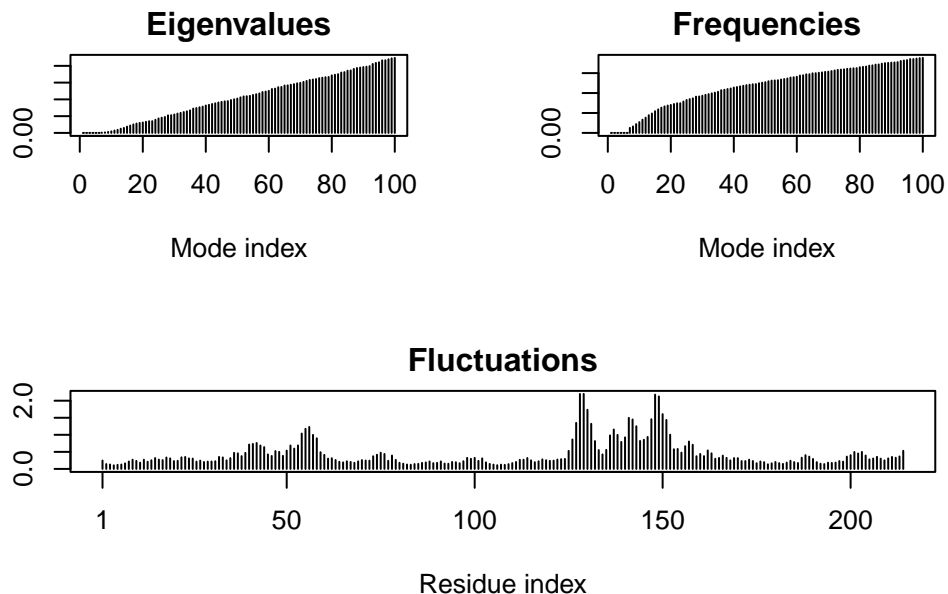 Eigenvalues
Frequencies
0.00
0.00
0 20 40 60 80 100
0 20 40 60 80 100
Mode index
Mode index
Fluctuations
2.0
0.0
1 50 100 150 200
Residue index